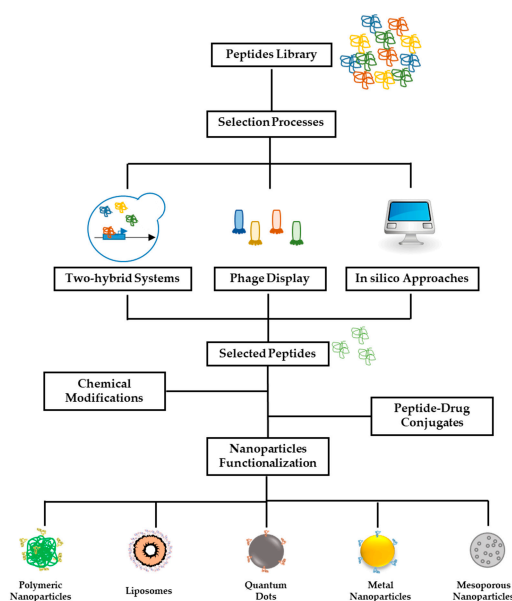 Peptides Library
Selection Processes
Two-hybrid Systems
Phage Display
In silico Approaches
Selected Peptides
Chemical
Modifications
Peptide-Drug
Conjugates
Nanoparticles
Functionalization
Polymeric
Nanoparticles
Liposomes
Quantum
Dots
Metal
Nanoparticles
Mesoporous
Nanoparticles